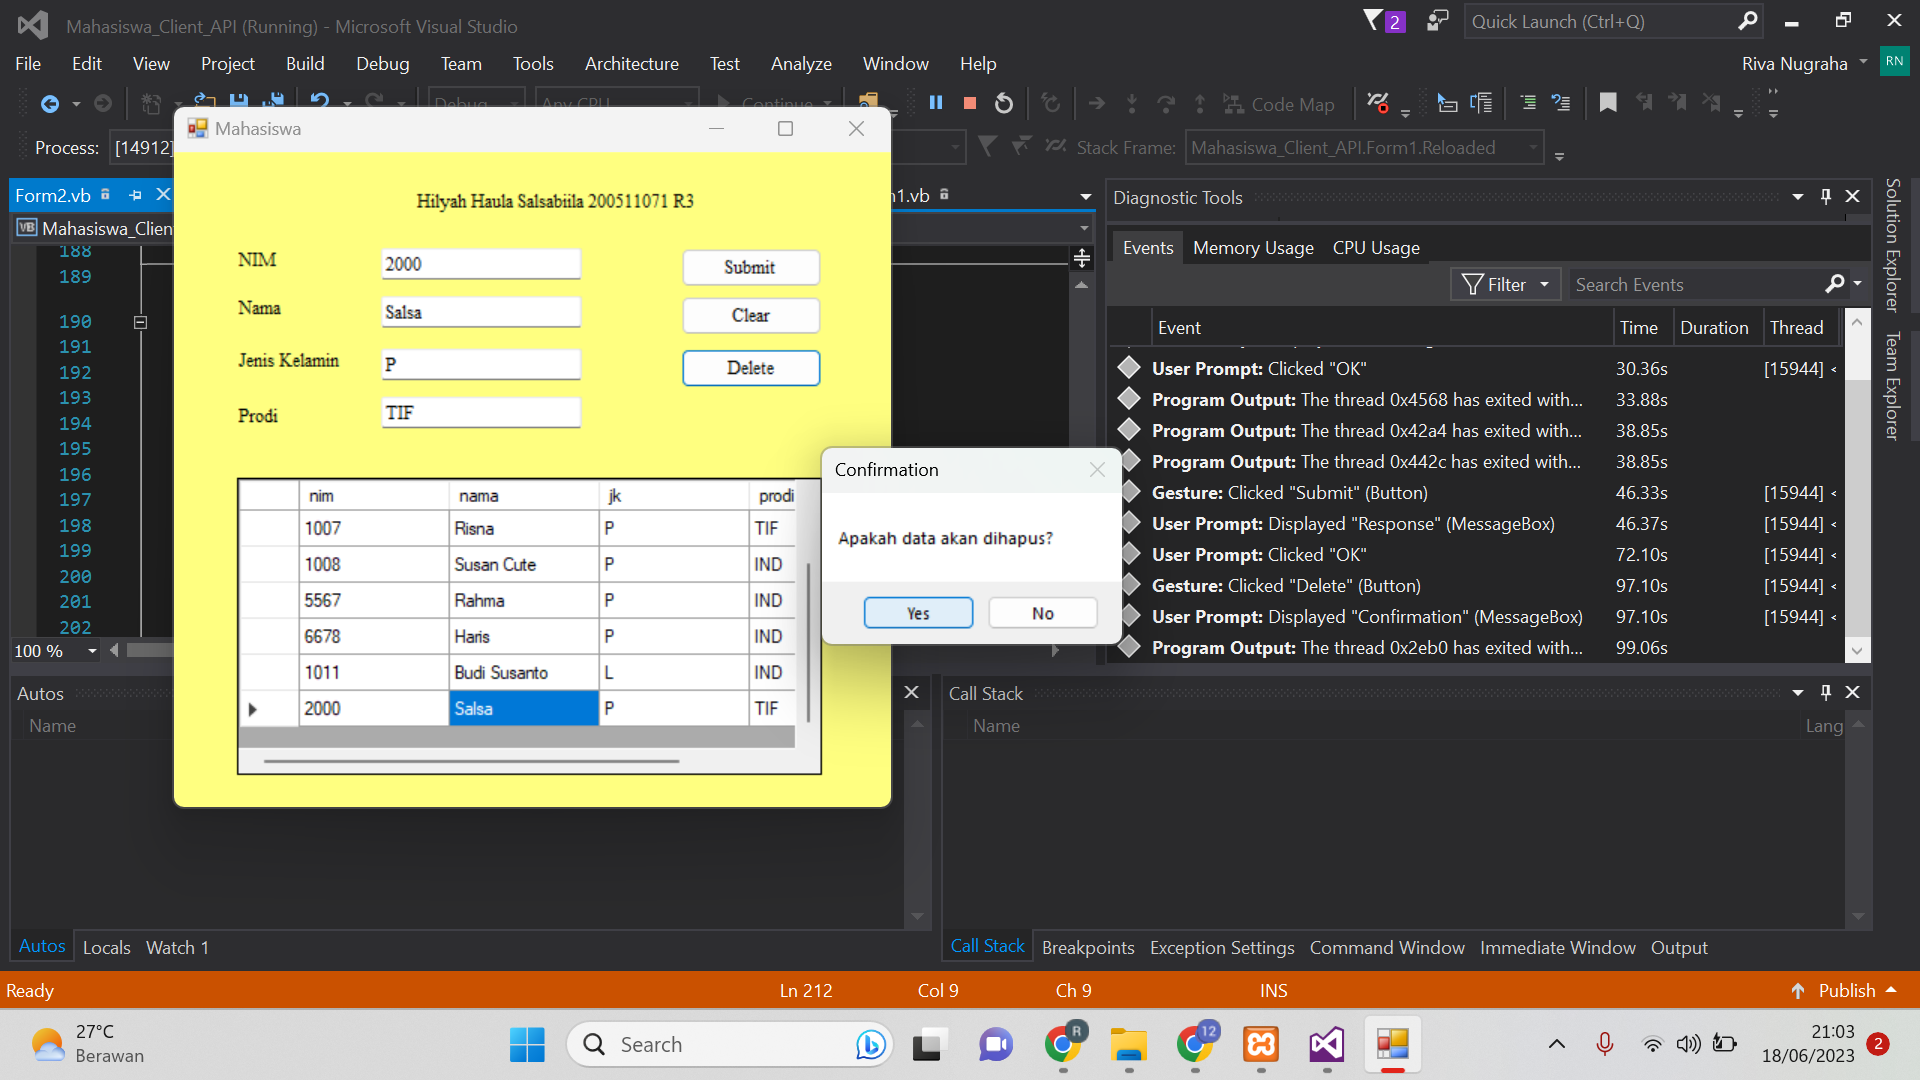 Mahasiswa_Client_API (Running) - Microsoft Visual Studio
2
Quick Launch (Ctrl+Q)
File Edit View Project Build Debug Team Tools Architecture Test Analyze Window Help
Riva Nugraha RN
Debug Any CPU Continue
Code Map
Process: [14912]
Stack Frame: Mahasiswa_Client_API.Form1.Reloaded
Form2.vb
n1.vb
VB Mahasiswa_Clien
188
189
190
191
192
193
194
195
196
197
198
199
200
201
202
100 %
Mahasiswa
Hilyah Haula Salsabiila 200511071 R3
NIM 2000 Submit
Nama Salsa Clear
Jenis Kelamin P Delete
Prodi TIF
nim nama jk prodi
1007 Risna P TIF
1008 Susan Cute P IND
5567 Rahma P IND
6678 Haris P IND
1011 Budi Susanto L IND
2000 Salsa P TIF
Confirmation
Apakah data akan dihapus?
Yes No
Diagnostic Tools
Events Memory Usage CPU Usage
Filter Search Events
Event Time Duration Thread
User Prompt: Clicked "OK" 30.36s [15944]
Program Output: The thread 0x4568 has exited with... 33.88s
Program Output: The thread 0x42a4 has exited with... 38.85s
Program Output: The thread 0x442c has exited with... 38.85s
Gesture: Clicked "Submit" (Button) 46.33s [15944]
User Prompt: Displayed "Response" (MessageBox) 46.37s [15944]
User Prompt: Clicked "OK" 72.10s [15944]
Gesture: Clicked "Delete" (Button) 97.10s [15944]
User Prompt: Displayed "Confirmation" (MessageBox) 97.10s [15944]
Program Output: The thread 0x2eb0 has exited with... 99.06s
Solution Explorer
Team Explorer
Autos
Name
Call Stack
Name Lang
Autos Locals Watch 1
Call Stack Breakpoints Exception Settings Command Window Immediate Window Output
Ready Ln 212 Col 9 Ch 9 INS Publish
27°C
Berawan
Search
R
12
21:03
18/06/2023
2